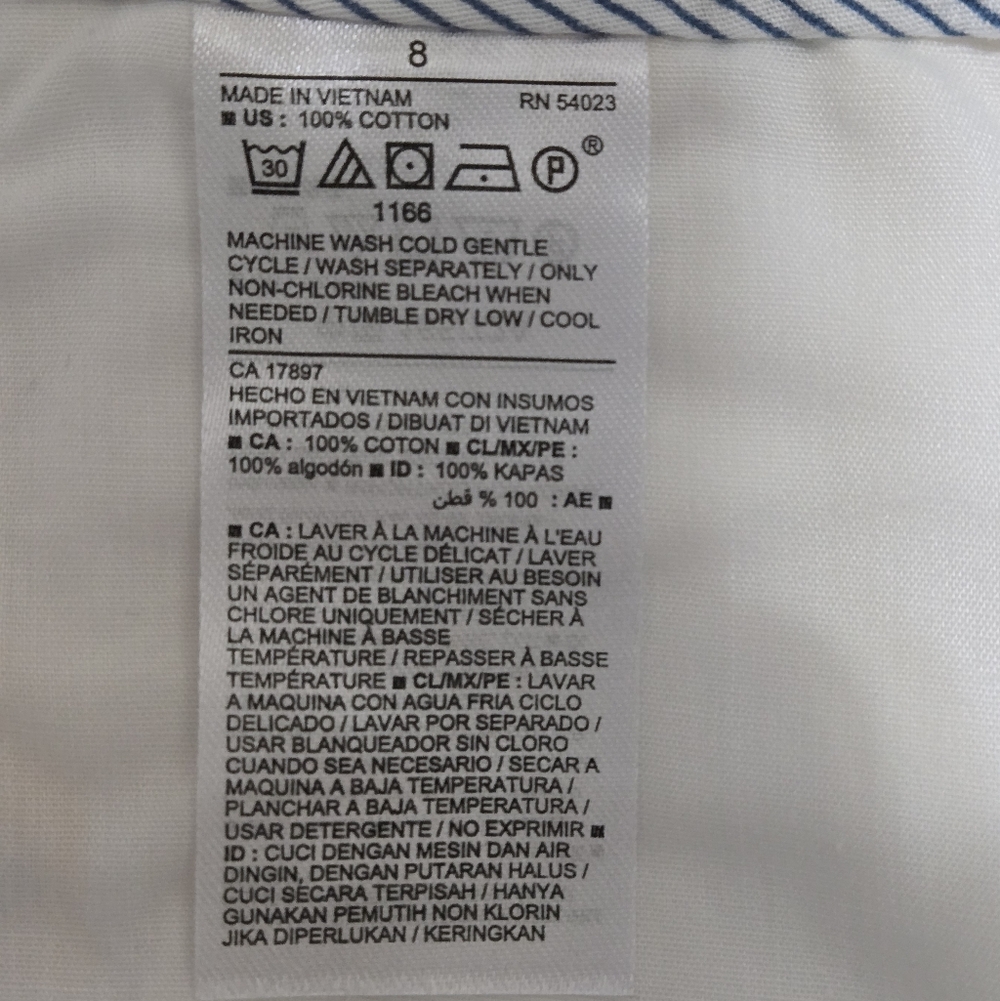 8
MADE IN VIETNAM RN 54023
■ US : 100% COTTON
30 P ®
1166
MACHINE WASH COLD GENTLE
CYCLE / WASH SEPARATELY / ONLY
NON-CHLORINE BLEACH WHEN
NEEDED / TUMBLE DRY LOW / COOL
IRON
CA 17897
HECHO EN VIETNAM CON INSUMOS
IMPORTADOS / DIBUAT DI VIETNAM
■ CA : 100% COTON ■ CL/MX/PE :
100% algodón ■ ID : 100% KAPAS
■ AE : 100 % قطن
■ CA : LAVER À LA MACHINE À L'EAU
FROIDE AU CYCLE DÉLICAT / LAVER
SÉPARÉMENT / UTILISER AU BESOIN
UN AGENT DE BLANCHIMENT SANS
CHLORE UNIQUEMENT / SÉCHER À
LA MACHINE À BASSE
TEMPÉRATURE / REPASSER À BASSE
TEMPÉRATURE ■ CL/MX/PE : LAVAR
A MAQUINA CON AGUA FRIA CICLO
DELICADO / LAVAR POR SEPARADO /
USAR BLANQUEADOR SIN CLORO
CUANDO SEA NECESARIO / SECAR A
MAQUINA A BAJA TEMPERATURA /
PLANCHAR A BAJA TEMPERATURA /
USAR DETERGENTE / NO EXPRIMIR ■
ID : CUCI DENGAN MESIN DAN AIR
DINGIN, DENGAN PUTARAN HALUS /
CUCI SECARA TERPISAH / HANYA
GUNAKAN PEMUTIH NON KLORIN
JIKA DIPERLUKAN / KERINGKAN